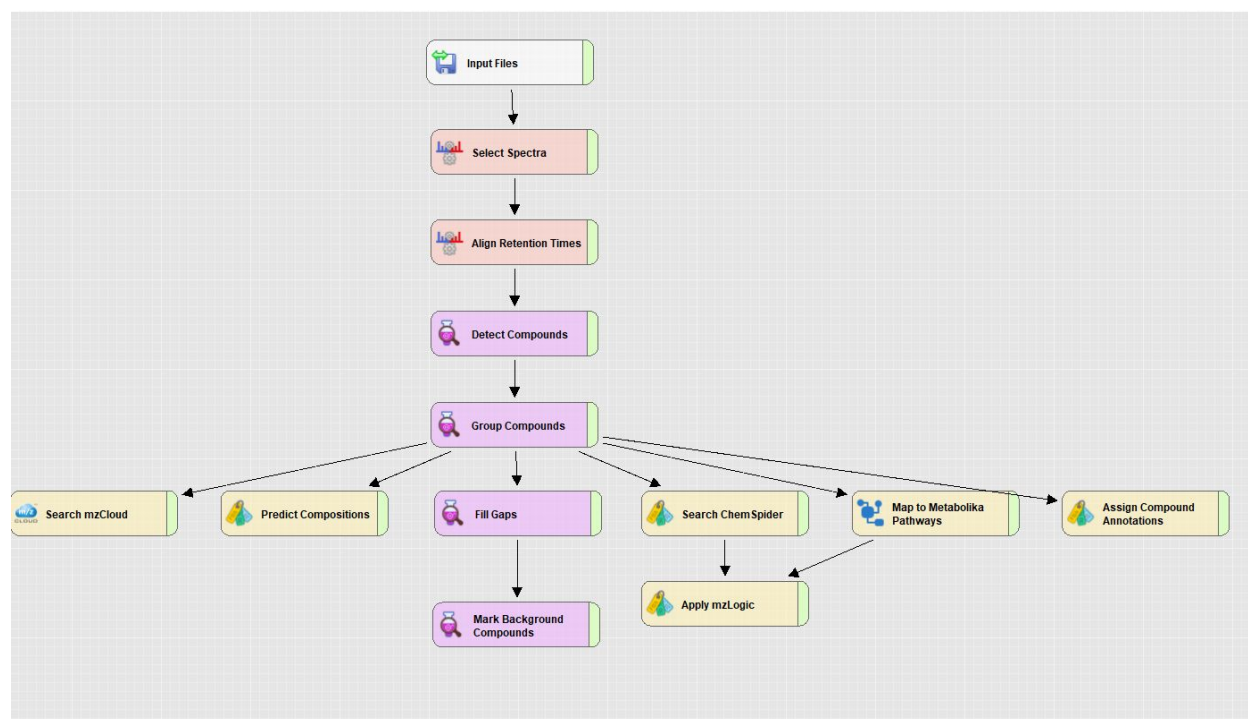 Input Files
Select Spectra
Align Retention Times
Detect Compounds
Group Compounds
Search mzCloud
Predict Compositions
Fill Gaps
Search ChemSpider
Map to Metabolika
Pathways
Assign Compound
Annotations
Apply mzLogic
Mark Background
Compounds
m/z
CLOUD